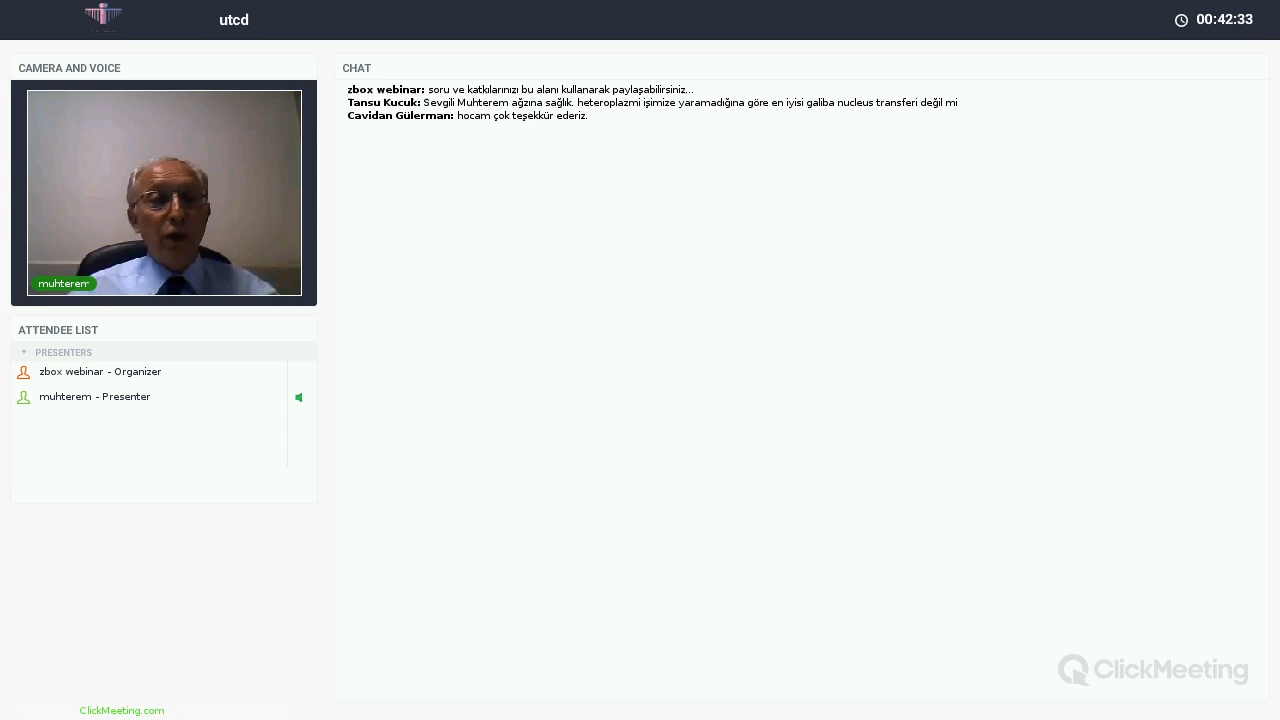 utcd
00:42:33
CAMERA AND VOICE
muhterem
ATTENDEE LIST
PRESENTERS
zbox webinar - Organizer
muhterem - Presenter
CHAT
zbox webinar: soru ve katkılarınızı bu alanı kullanarak paylaşabilirsiniz...
Tansu Kucuk: Sevgili Muhterem ağzına sağlık. heteroplazmi işimize yaramadığına göre en iyisi galiba nucleus transferi değil mi
Cavidan Gülerman: hocam çok teşekkür ederiz.
ClickMeeting
ClickMeeting.com